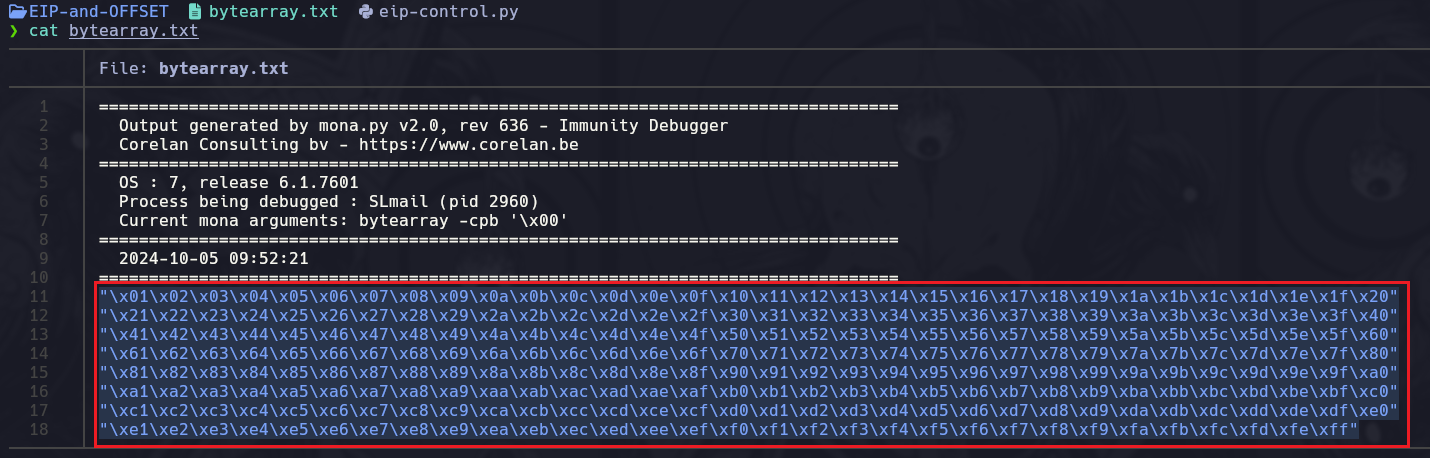 EIP-and-OFFSET bytearray.txt eip-control.py
❯ cat bytearray.txt
File: bytearray.txt
1 ================================================================================
2 Output generated by mona.py v2.0, rev 636 - Immunity Debugger
3 Corelan Consulting bv - https://www.corelan.be
4 ================================================================================
5 OS : 7, release 6.1.7601
6 Process being debugged : SLmail (pid 2960)
7 Current mona arguments: bytearray -cpb '\x00'
8 ================================================================================
9 2024-10-05 09:52:21
10 ================================================================================
11 "\x01\x02\x03\x04\x05\x06\x07\x08\x09\x0a\x0b\x0c\x0d\x0e\x0f\x10\x11\x12\x13\x14\x15\x16\x17\x18\x19\x1a\x1b\x1c\x1d\x1e\x1f\x20"
12 "\x21\x22\x23\x24\x25\x26\x27\x28\x29\x2a\x2b\x2c\x2d\x2e\x2f\x30\x31\x32\x33\x34\x35\x36\x37\x38\x39\x3a\x3b\x3c\x3d\x3e\x3f\x40"
13 "\x41\x42\x43\x44\x45\x46\x47\x48\x49\x4a\x4b\x4c\x4d\x4e\x4f\x50\x51\x52\x53\x54\x55\x56\x57\x58\x59\x5a\x5b\x5c\x5d\x5e\x5f\x60"
14 "\x61\x62\x63\x64\x65\x66\x67\x68\x69\x6a\x6b\x6c\x6d\x6e\x6f\x70\x71\x72\x73\x74\x75\x76\x77\x78\x79\x7a\x7b\x7c\x7d\x7e\x7f\x80"
15 "\x81\x82\x83\x84\x85\x86\x87\x88\x89\x8a\x8b\x8c\x8d\x8e\x8f\x90\x91\x92\x93\x94\x95\x96\x97\x98\x99\x9a\x9b\x9c\x9d\x9e\x9f\xa0"
16 "\xa1\xa2\xa3\xa4\xa5\xa6\xa7\xa8\xa9\xaa\xab\xac\xad\xae\xaf\xb0\xb1\xb2\xb3\xb4\xb5\xb6\xb7\xb8\xb9\xba\xbb\xbc\xbd\xbe\xbf\xc0"
17 "\xc1\xc2\xc3\xc4\xc5\xc6\xc7\xc8\xc9\xca\xcb\xcc\xcd\xce\xcf\xd0\xd1\xd2\xd3\xd4\xd5\xd6\xd7\xd8\xd9\xda\xdb\xdc\xdd\xde\xdf\xe0"
18 "\xe1\xe2\xe3\xe4\xe5\xe6\xe7\xe8\xe9\xea\xeb\xec\xed\xee\xef\xf0\xf1\xf2\xf3\xf4\xf5\xf6\xf7\xf8\xf9\xfa\xfb\xfc\xfd\xfe\xff"